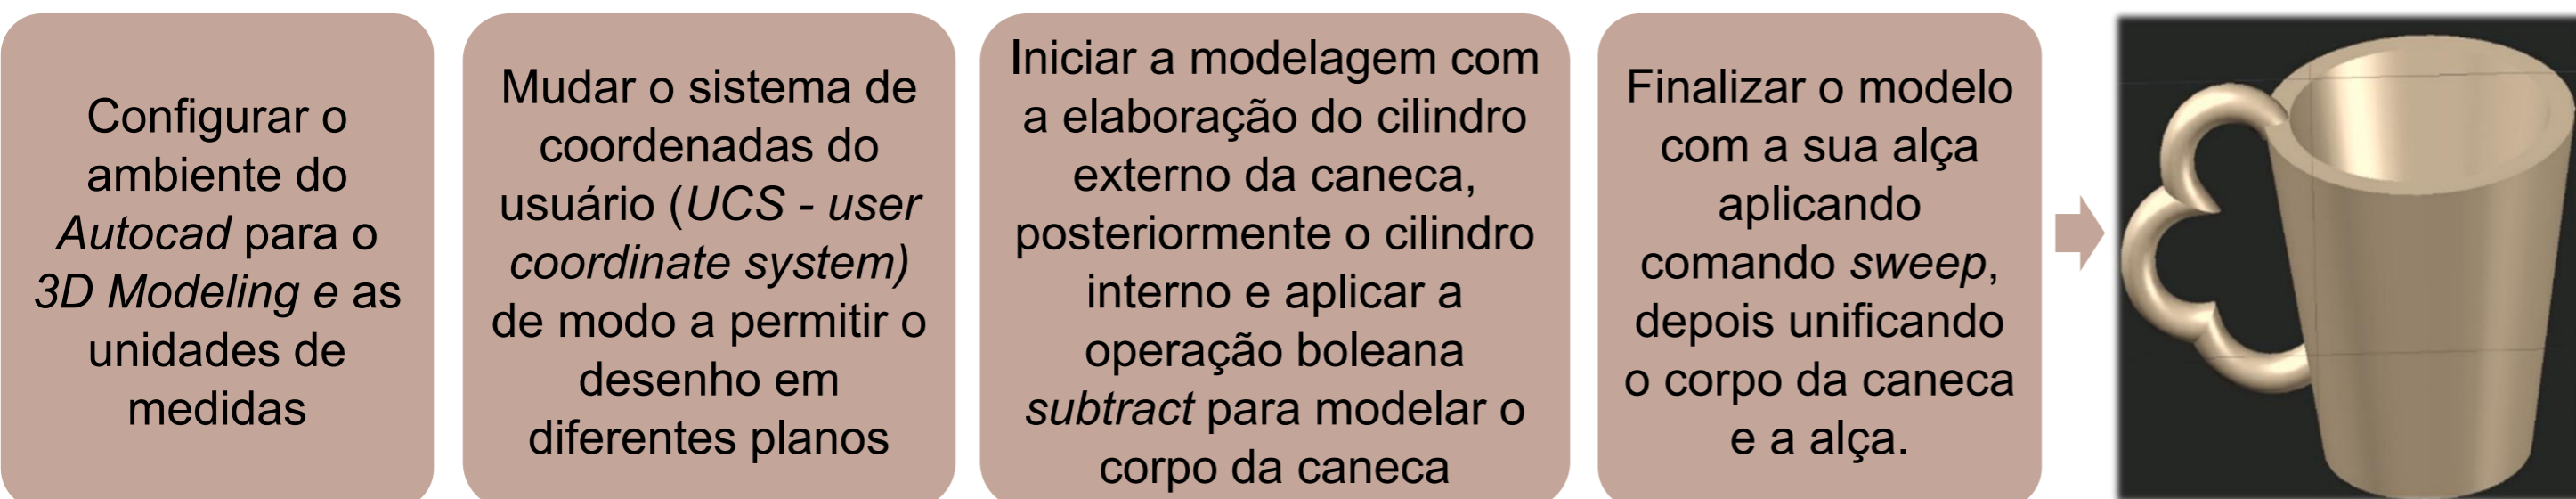 Configurar o
ambiente do
Autocad para o
3D Modeling e as
unidades de
medidas
Mudar o sistema de
coordenadas do
usuário (UCS - user
coordinate system)
de modo a permitir o
desenho em
diferentes planos
Iniciar a modelagem com
a elaboração do cilindro
externo da caneca,
posteriormente o cilindro
interno e aplicar a
operação boleana
subtract para modelar o
corpo da caneca
Finalizar o modelo
com a sua alça
aplicando
comando sweep,
depois unificando
o corpo da caneca
e a alça.